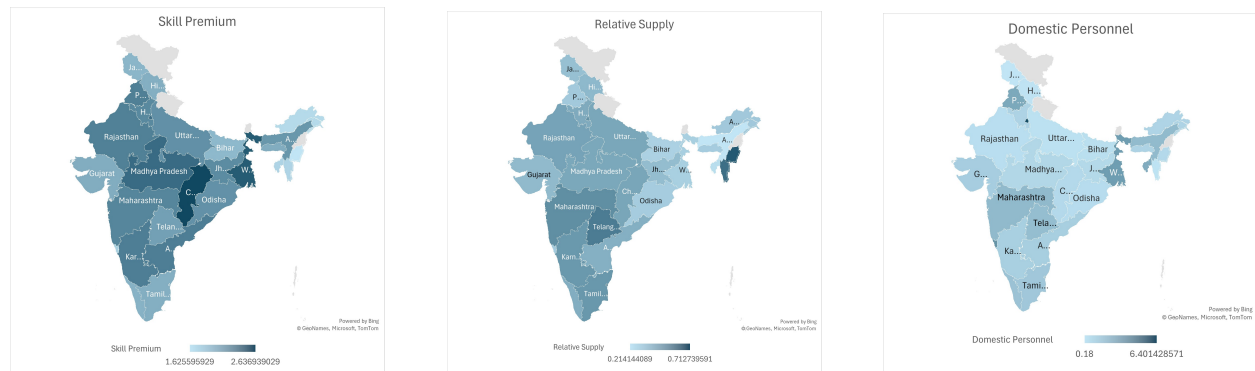 Skill Premium
Ja...
Hi...
P...
H...
Rajasthan
Uttar...
Bihar
A...
Gujarat
Madhya Pradesh
Jh...
W...
C...
Maharashtra
Odisha
Telan...
Kar...
A...
Tamil...
Powered by Bing
© GeoNames, Microsoft, TomTom
Skill Premium
1.625595929
2.636939029
Relative Supply
Ja...
Hi...
P...
H...
Rajasthan
Uttar...
A...
A...
Bihar
Gujarat
Madhya Pradesh
Jh...
W...
Ch...
Maharashtra
Odisha
Telang...
Karn...
A...
Tamil...
Powered by Bing
© GeoNames, Microsoft, TomTom
Relative Supply
0.214144089
0.712739591
Domestic Personnel
J...
H...
P...
Rajasthan
Uttar...
Bihar
G...
Madhya...
J...
W...
C...
Maharashtra
Odisha
Tela...
Ka...
A...
Tami...
Powered by Bing
© GeoNames, Microsoft, TomTom
Domestic Personnel
0.18
6.401428571